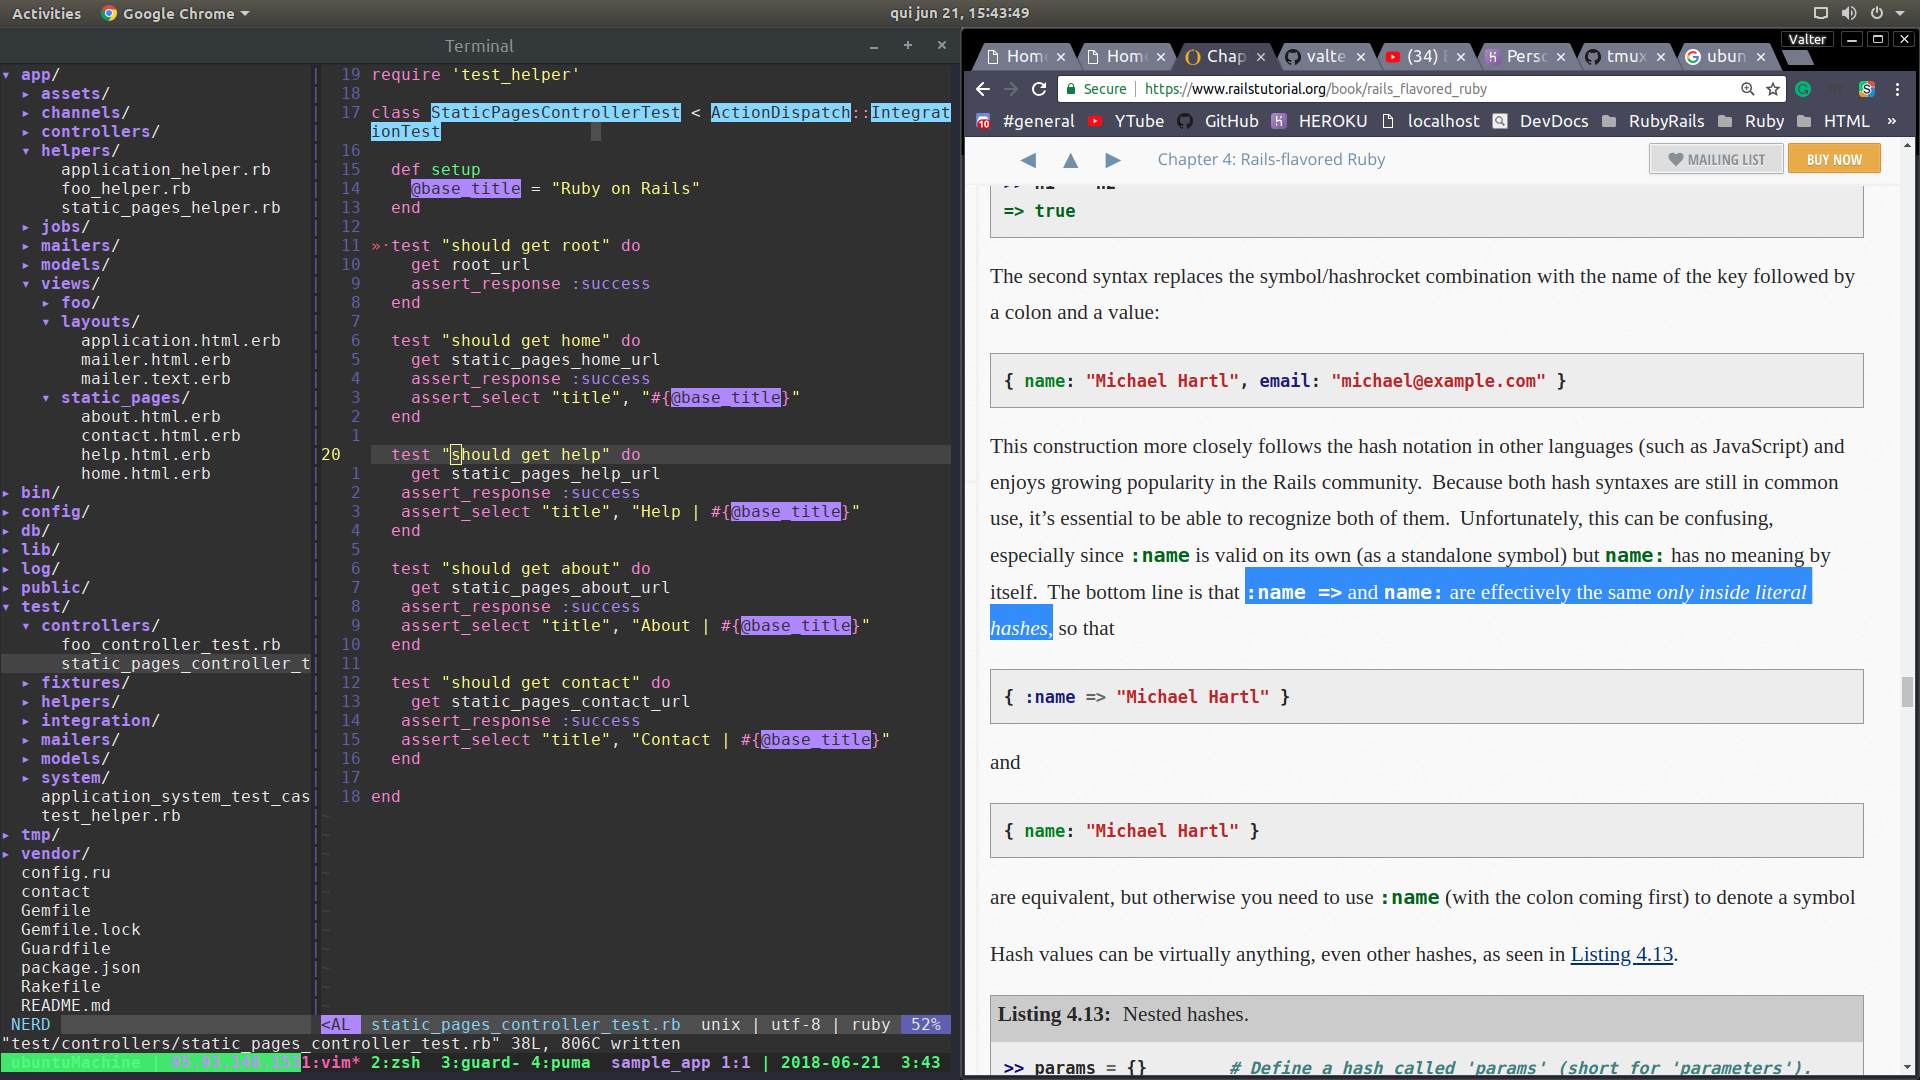 Activities Google Chrome qui jun 21, 15:43:49
Terminal
app/
assets/
channels/
controllers/
helpers/
application_helper.rb
foo_helper.rb
static_pages_helper.rb
jobs/
mailers/
models/
views/
foo/
layouts/
application.html.erb
mailer.html.erb
mailer.text.erb
static_pages/
about.html.erb
contact.html.erb
help.html.erb
home.html.erb
bin/
config/
db/
lib/
log/
public/
test/
controllers/
foo_controller_test.rb
static_pages_controller_t
fixtures/
helpers/
integration/
mailers/
models/
system/
application_system_test_cas
test_helper.rb
tmp/
vendor/
config.ru
contact
Gemfile
Gemfile.lock
Guardfile
package.json
Rakefile
README.md
NERD
19 require 'test_helper'
18
17 class StaticPagesControllerTest < ActionDispatch::Integrat
ionTest
16
15 def setup
14 @base_title = "Ruby on Rails"
13 end
12
11 »·test "should get root" do
10 get root_url
9 assert_response :success
8 end
7
6 test "should get home" do
5 get static_pages_home_url
4 assert_response :success
3 assert_select "title", "#{@base_title}"
2 end
1
20 test "should get help" do
1 get static_pages_help_url
2 assert_response :success
3 assert_select "title", "Help | #{@base_title}"
4 end
5
6 test "should get about" do
7 get static_pages_about_url
8 assert_response :success
9 assert_select "title", "About | #{@base_title}"
10 end
11
12 test "should get contact" do
13 get static_pages_contact_url
14 assert_response :success
15 assert_select "title", "Contact | #{@base_title}"
16 end
17
18 end
<AL static_pages_controller_test.rb unix | utf-8 | ruby 52%
"test/controllers/static_pages_controller_test.rb" 38L, 806C written
ubuntuMachine | 1:vim* 2:zsh 3:guard- 4:puma sample_app 1:1 | 2018-06-21 3:43
Valter
Home Home Chap valte (34) Perso tmux ubun
Secure | https://www.railstutorial.org/book/rails_flavored_ruby
10 #general YTube GitHub HEROKU localhost DevDocs RubyRails Ruby HTML »
Chapter 4: Rails-flavored Ruby MAILING LIST BUY NOW
=> true
The second syntax replaces the symbol/hashrocket combination with the name of the key followed by
a colon and a value:
{ name: "Michael Hartl", email: "michael@example.com" }
This construction more closely follows the hash notation in other languages (such as JavaScript) and
enjoys growing popularity in the Rails community. Because both hash syntaxes are still in common
use, it’s essential to be able to recognize both of them. Unfortunately, this can be confusing,
especially since :name is valid on its own (as a standalone symbol) but name: has no meaning by
itself. The bottom line is that :name => and name: are effectively the same only inside literal
hashes, so that
{ :name => "Michael Hartl" }
and
{ name: "Michael Hartl" }
are equivalent, but otherwise you need to use :name (with the colon coming first) to denote a symbol
Hash values can be virtually anything, even other hashes, as seen in Listing 4.13.
Listing 4.13: Nested hashes.
>> params = {} # Define a hash called 'params' (short for 'parameters').